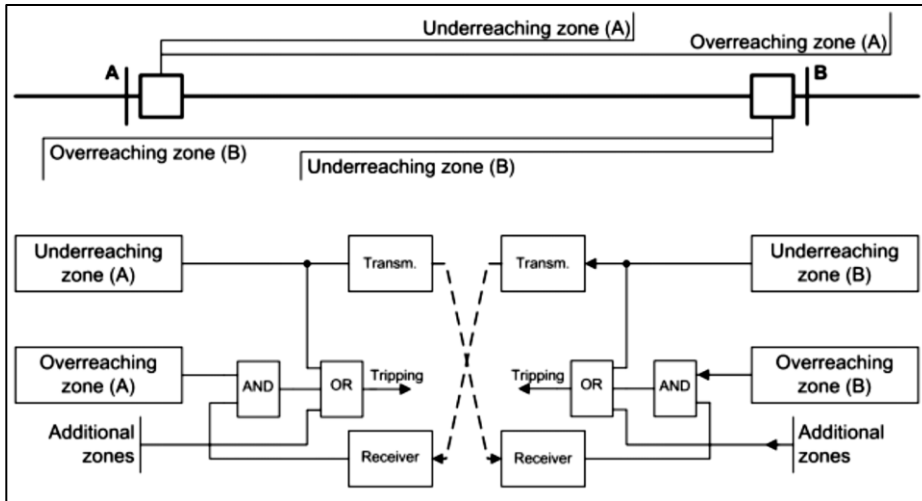 Underreaching zone (A)
Overreaching zone (A)
A
B
Overreaching zone (B)
Underreaching zone (B)
Underreaching
zone (A)
Transm.
Transm.
Underreaching
zone (B)
Overreaching
zone (A)
AND
OR
Tripping
Tripping
OR
AND
Overreaching
zone (B)
Additional
zones
Receiver
Receiver
Additional
zones